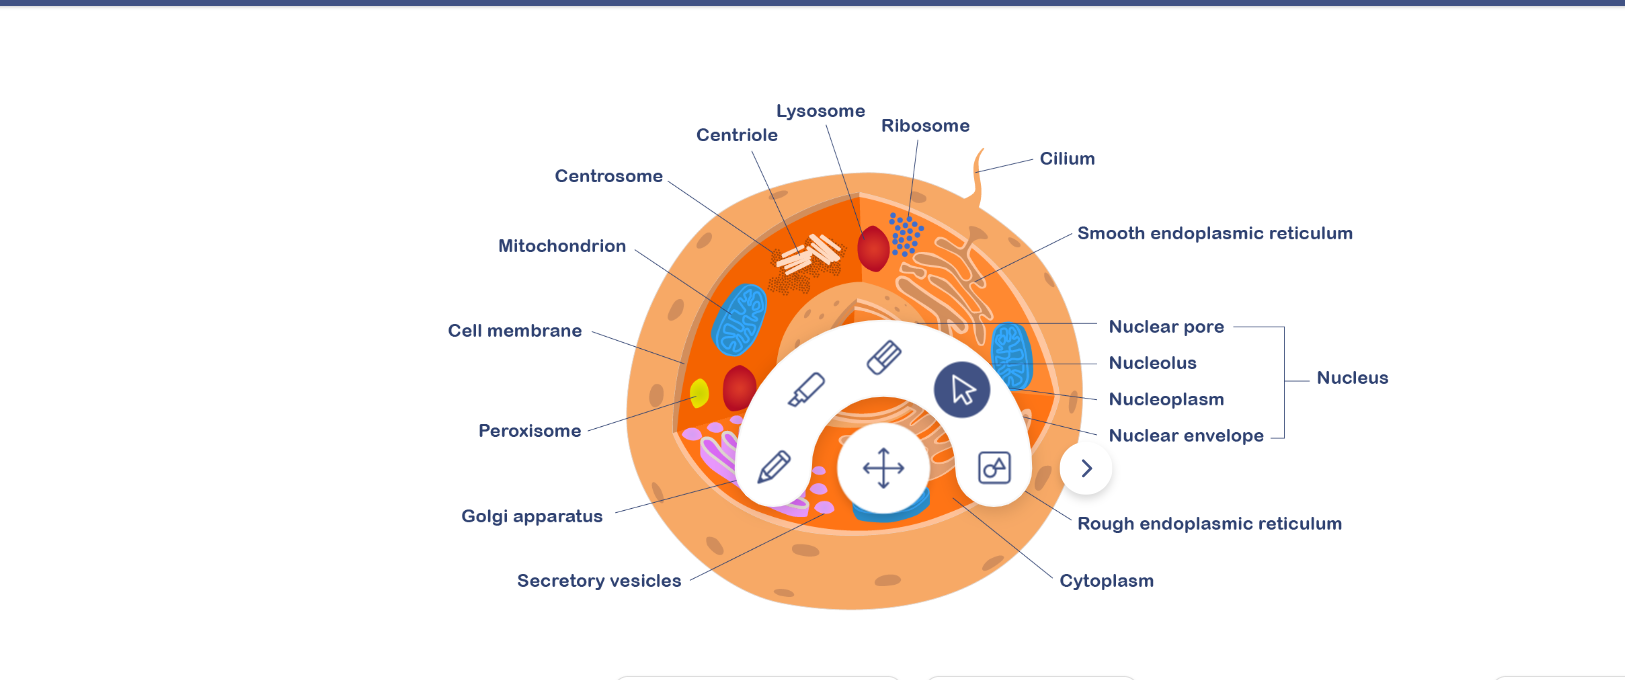 Lysosome
Ribosome
Centriole
Cilium
Centrosome
Smooth endoplasmic reticulum
Mitochondrion
Nuclear pore
Cell membrane
Nucleolus
Nucleus
Nucleoplasm
Peroxisome
Nuclear envelope
Golgi apparatus
Rough endoplasmic reticulum
Secretory vesicles
Cytoplasm